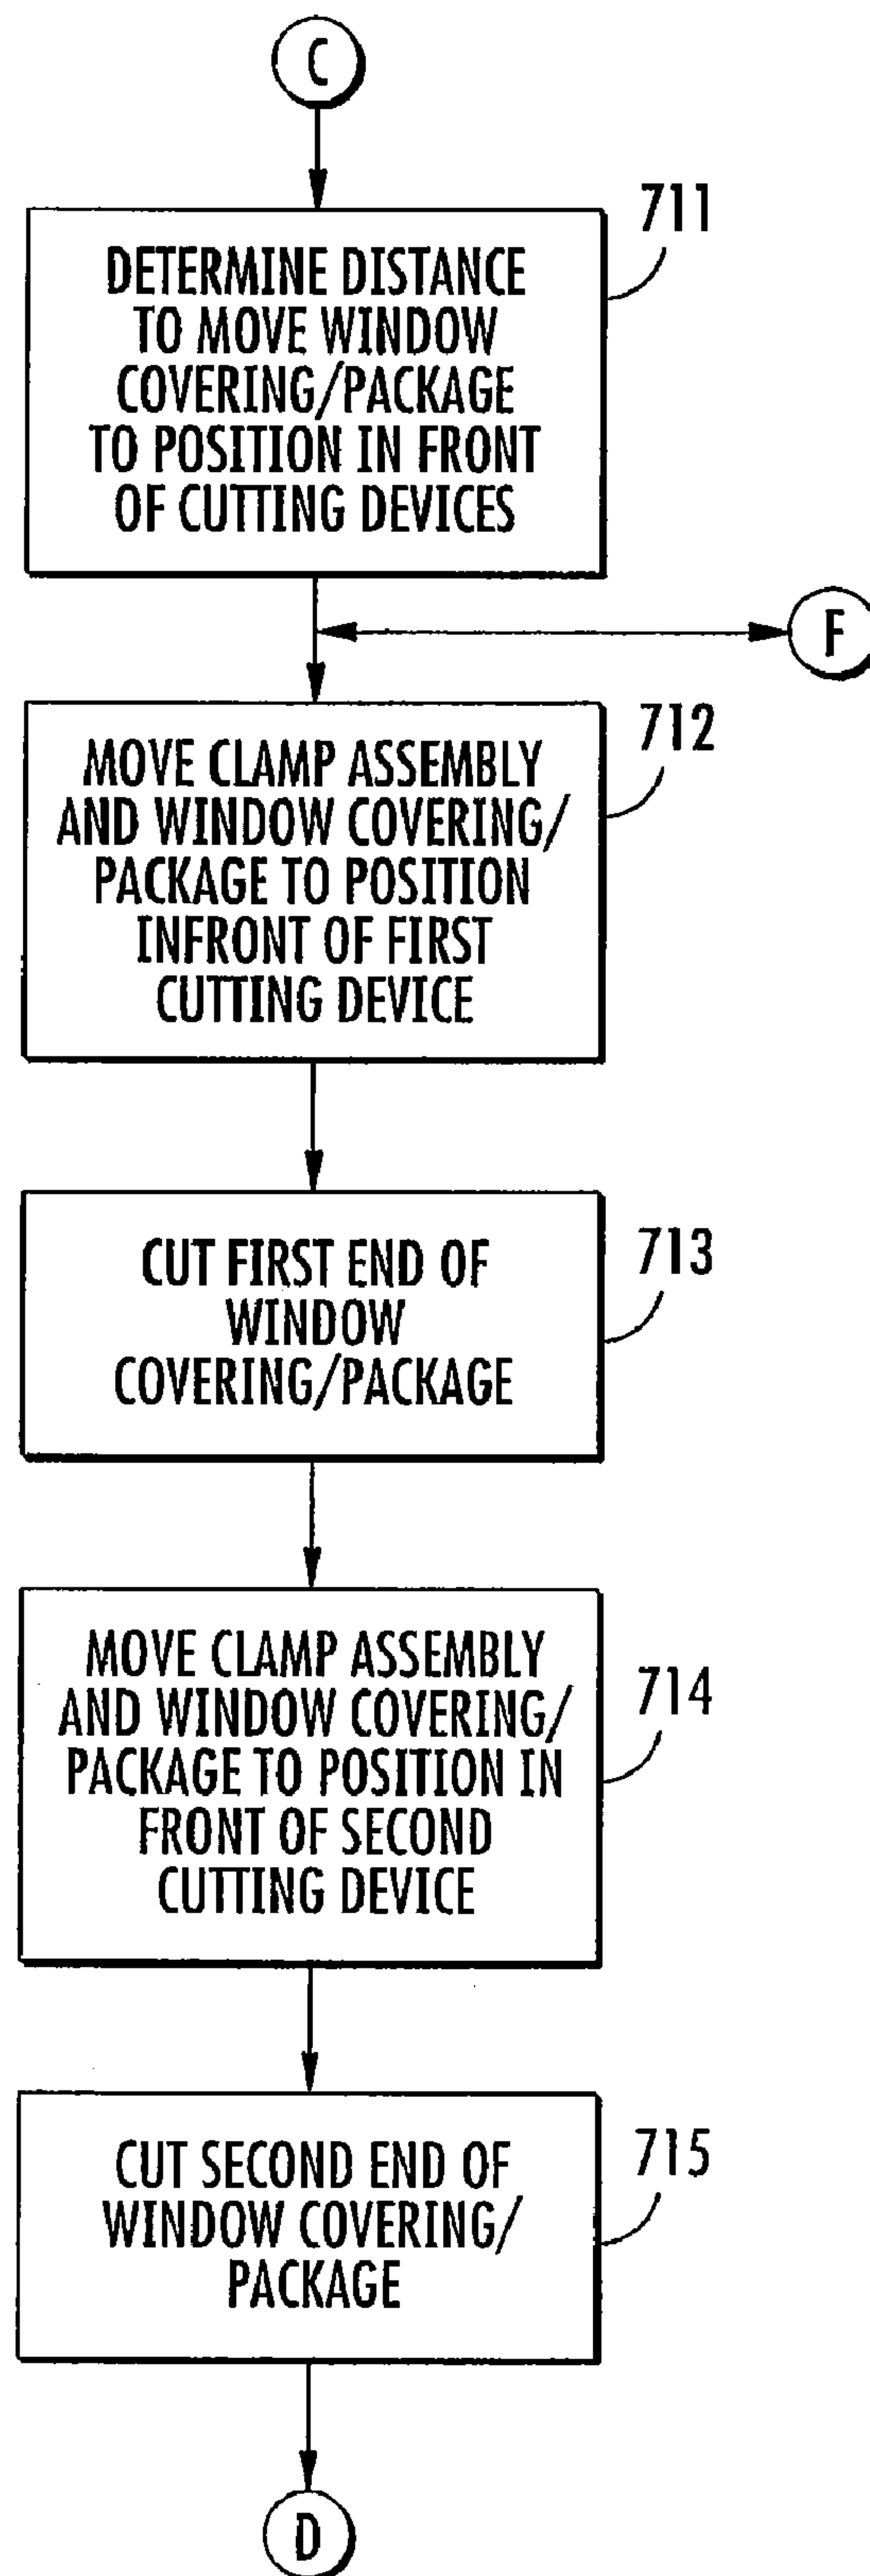 C
711
DETERMINE DISTANCE
TO MOVE WINDOW
COVERING/PACKAGE
TO POSITION IN FRONT
OF CUTTING DEVICES
F
712
MOVE CLAMP ASSEMBLY
AND WINDOW COVERING/
PACKAGE TO POSITION
INFRONT OF FIRST
CUTTING DEVICE
713
CUT FIRST END OF
WINDOW
COVERING/PACKAGE
714
MOVE CLAMP ASSEMBLY
AND WINDOW COVERING/
PACKAGE TO POSITION IN
FRONT OF SECOND
CUTTING DEVICE
715
CUT SECOND END OF
WINDOW COVERING/
PACKAGE
D